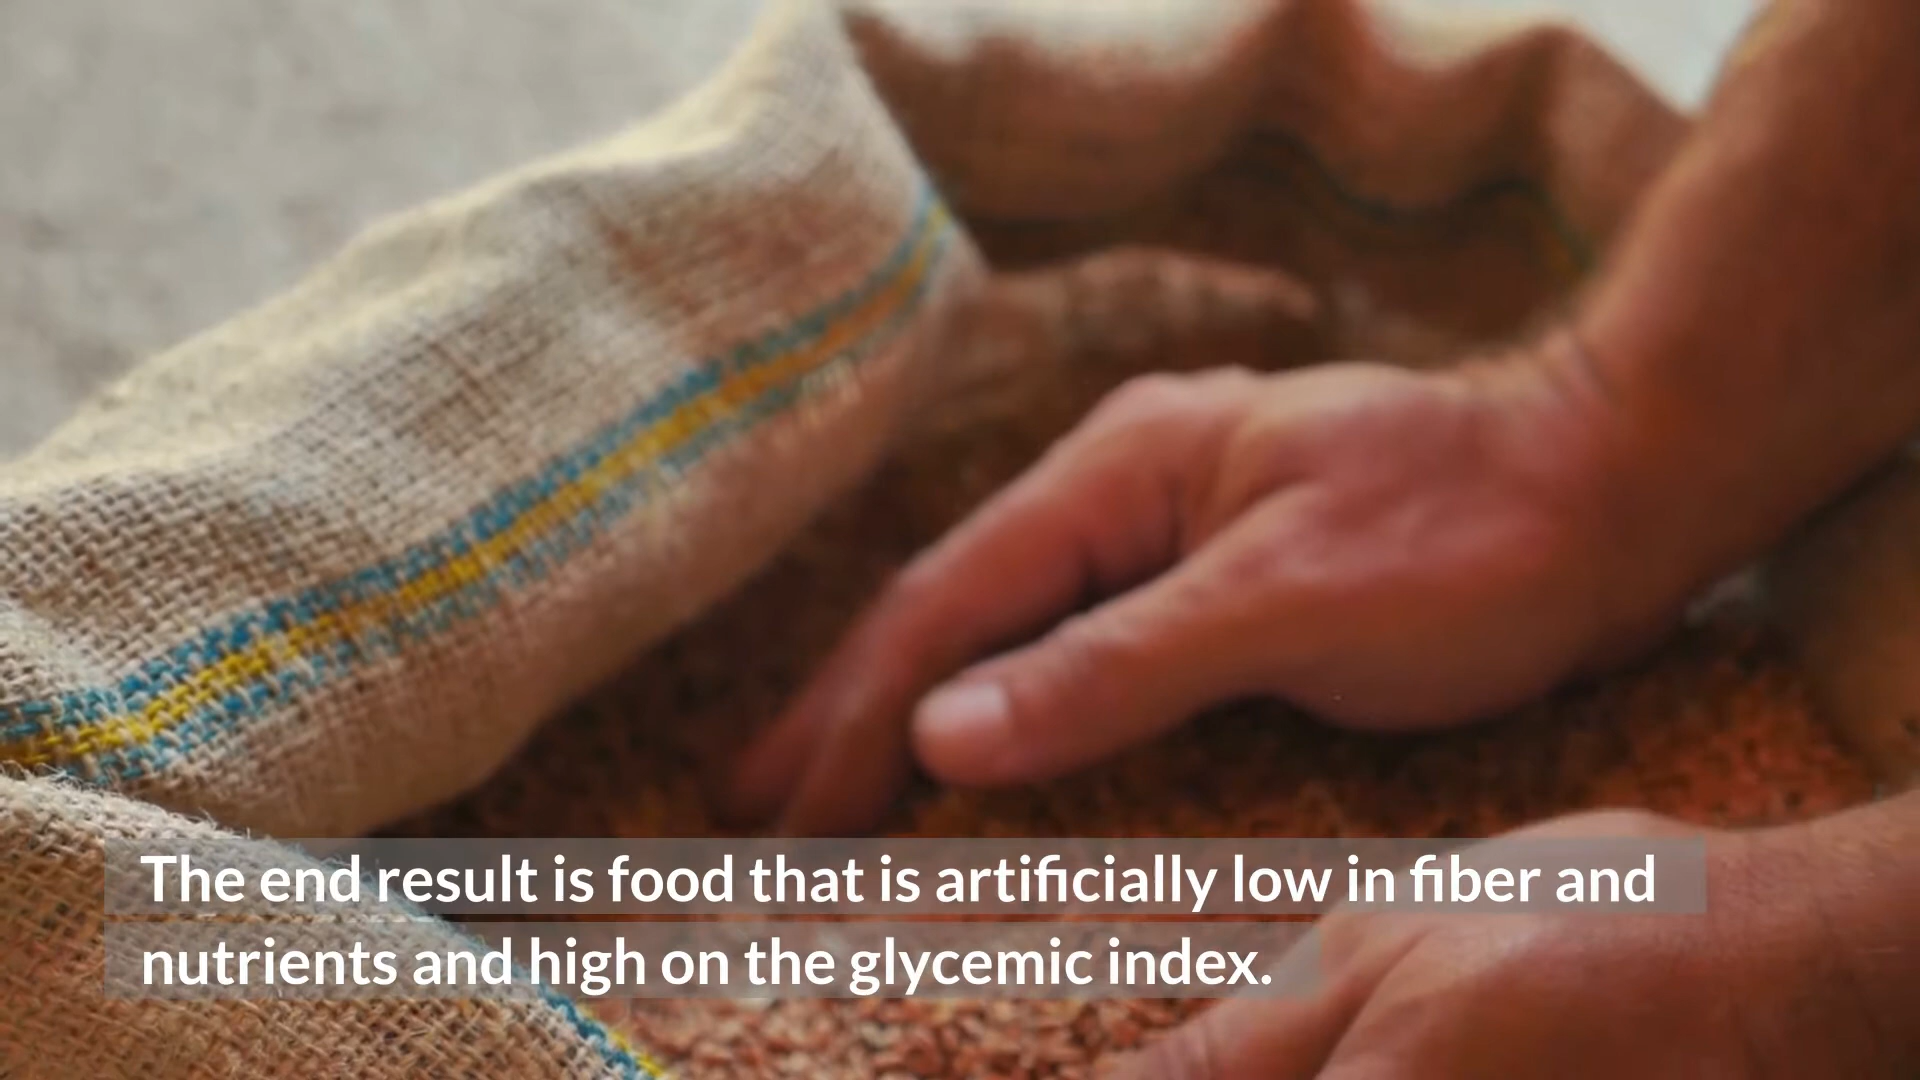 The end result is food that is artificially low in fiber and
nutrients and high on the glycemic index.